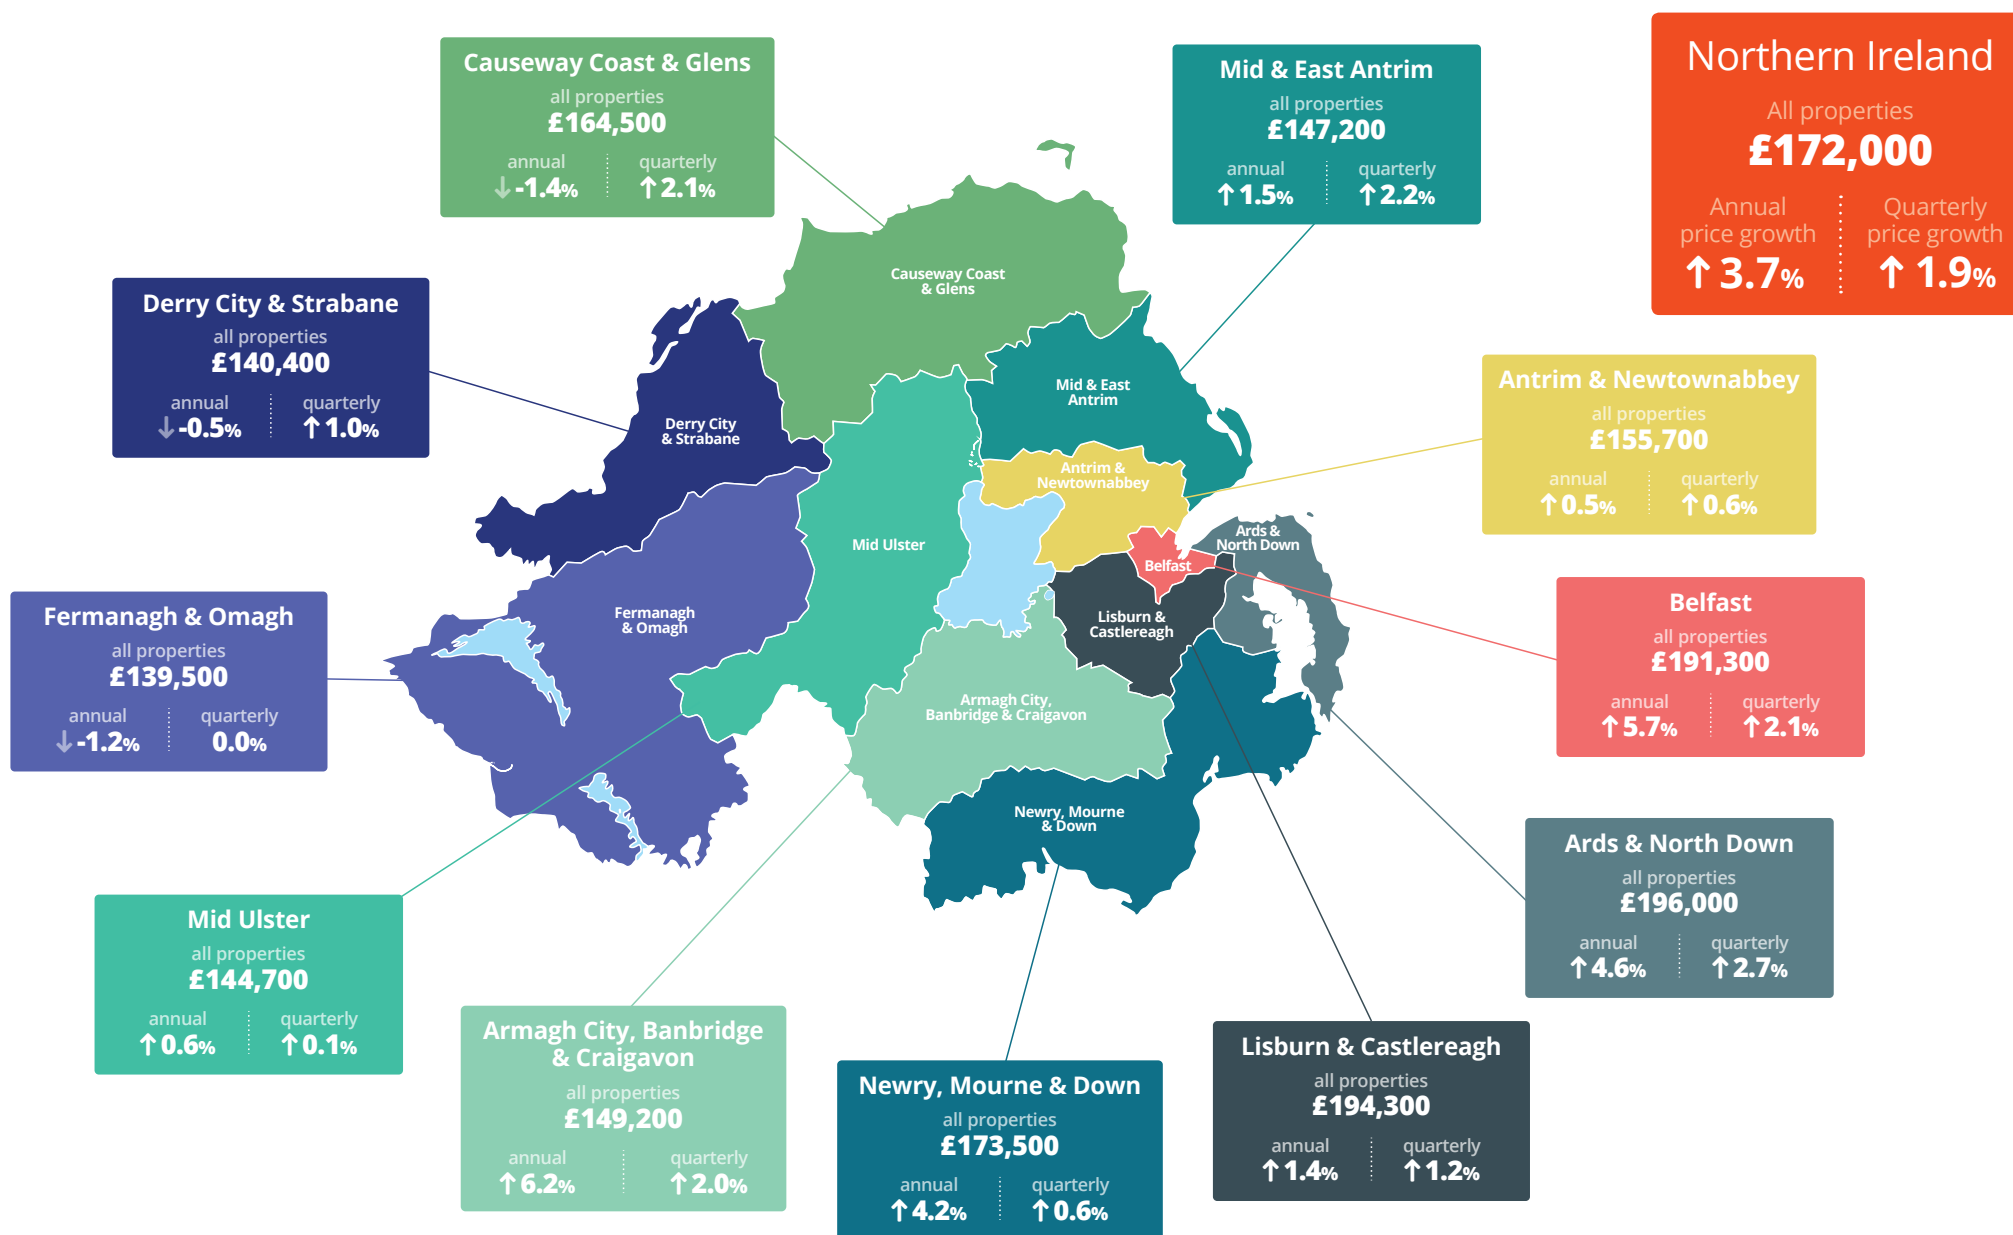 Causeway Coast & Glens
all properties
£164,500
annual
↓-1.4%
quarterly
↑2.1%
Mid & East Antrim
all properties
£147,200
annual
↑1.5%
quarterly
↑2.2%
Northern Ireland
All properties
£172,000
Annual
price growth
↑3.7%
Quarterly
price growth
↑1.9%
Derry City & Strabane
all properties
£140,400
annual
↓-0.5%
quarterly
↑1.0%
Antrim & Newtownabbey
all properties
£155,700
annual
↑0.5%
quarterly
↑0.6%
Causeway Coast
& Glens
Mid & East
Antrim
Derry City
& Strabane
Antrim &
Newtownabbey
Mid Ulster
Ards &
North Down
Belfast
Fermanagh
& Omagh
Lisburn &
Castlereagh
Armagh City,
Banbridge & Craigavon
Newry, Mourne
& Down
Fermanagh & Omagh
all properties
£139,500
annual
↓-1.2%
quarterly
0.0%
Belfast
all properties
£191,300
annual
↑5.7%
quarterly
↑2.1%
Ards & North Down
all properties
£196,000
annual
↑4.6%
quarterly
↑2.7%
Mid Ulster
all properties
£144,700
annual
↑0.6%
quarterly
↑0.1%
Armagh City, Banbridge
& Craigavon
all properties
£149,200
annual
↑6.2%
quarterly
↑2.0%
Newry, Mourne & Down
all properties
£173,500
annual
↑4.2%
quarterly
↑0.6%
Lisburn & Castlereagh
all properties
£194,300
annual
↑1.4%
quarterly
↑1.2%